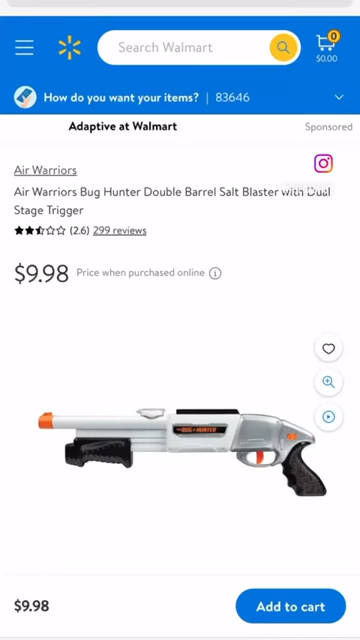 Search Walmart
0
$0.00
How do you want your items? | 83646
Adaptive at Walmart
Sponsored
Air Warriors
Air Warriors Bug Hunter Double Barrel Salt Blaster with Dual
Stage Trigger
(2.6) 299 reviews
$9.98 Price when purchased online
BUG HUNTER
$9.98
Add to cart